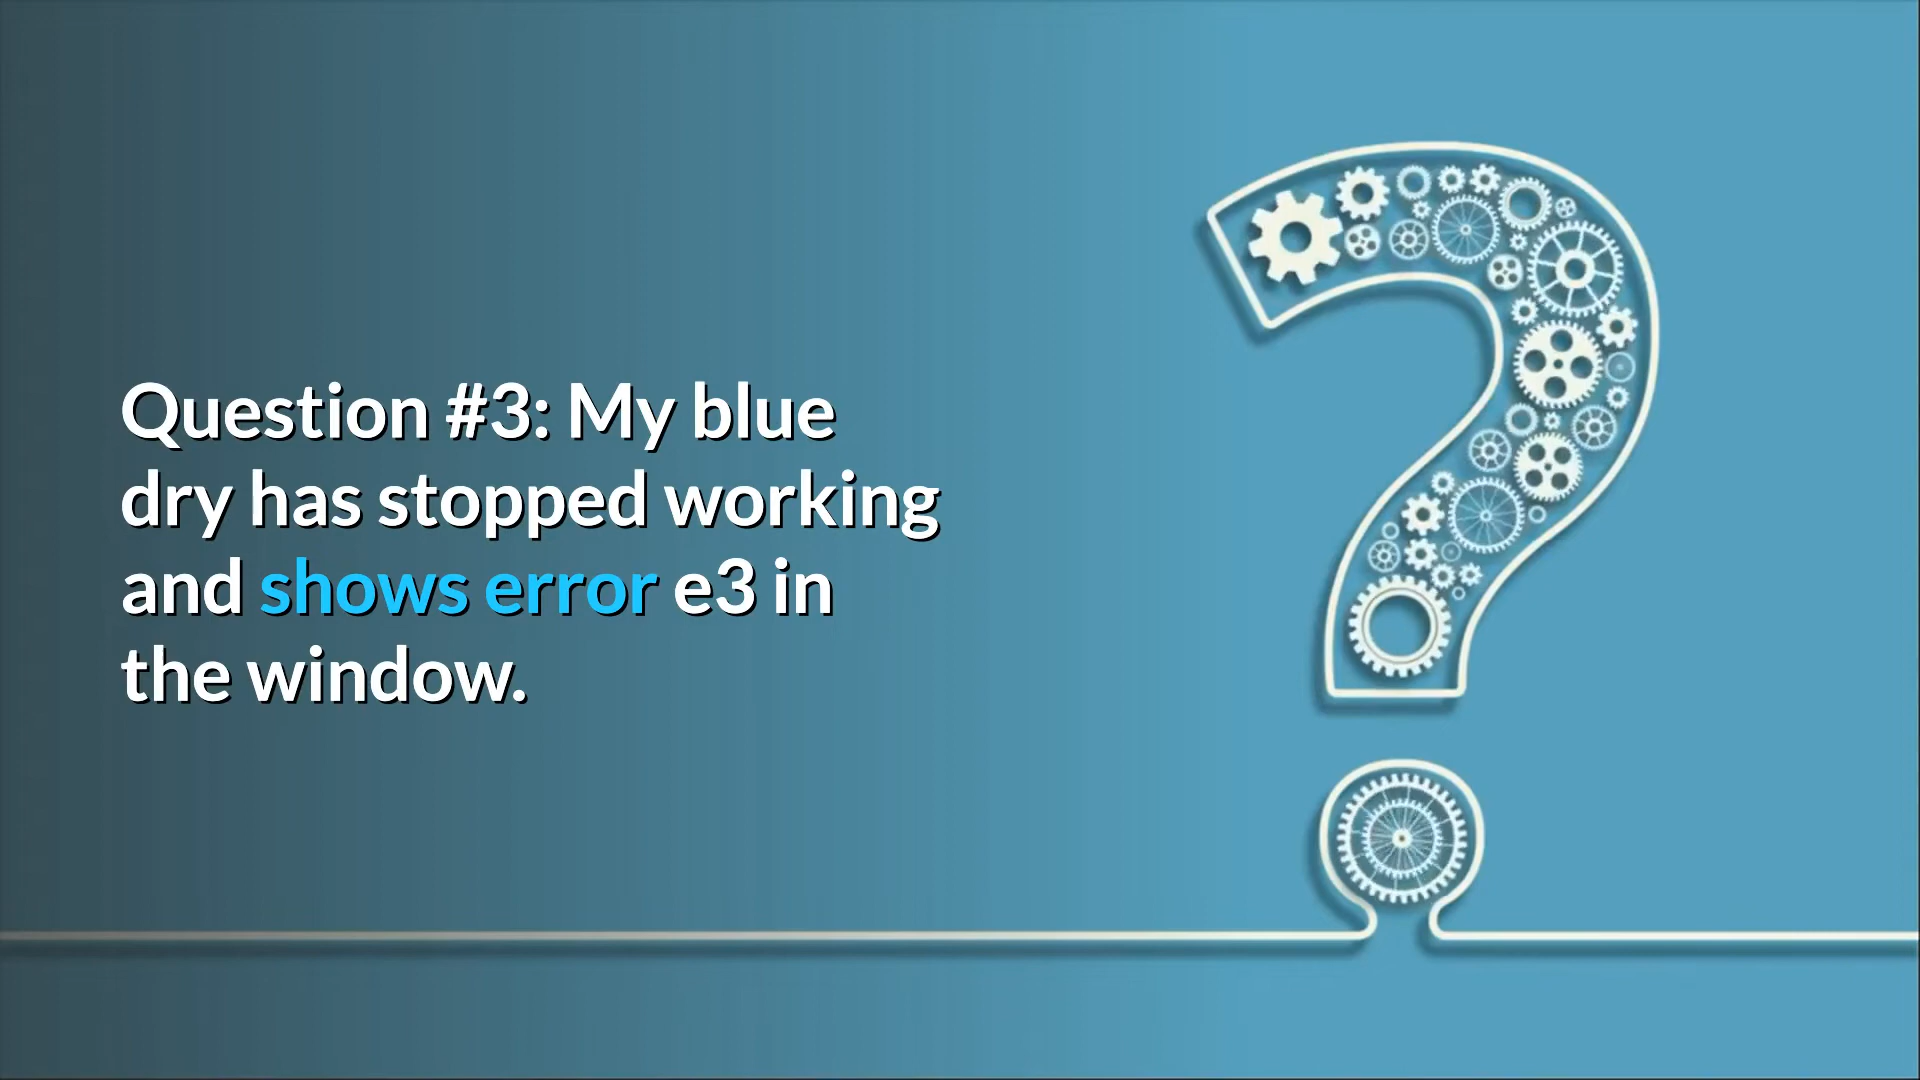 Question #3: My blue
dry has stopped working
and shows error e3 in
the window.